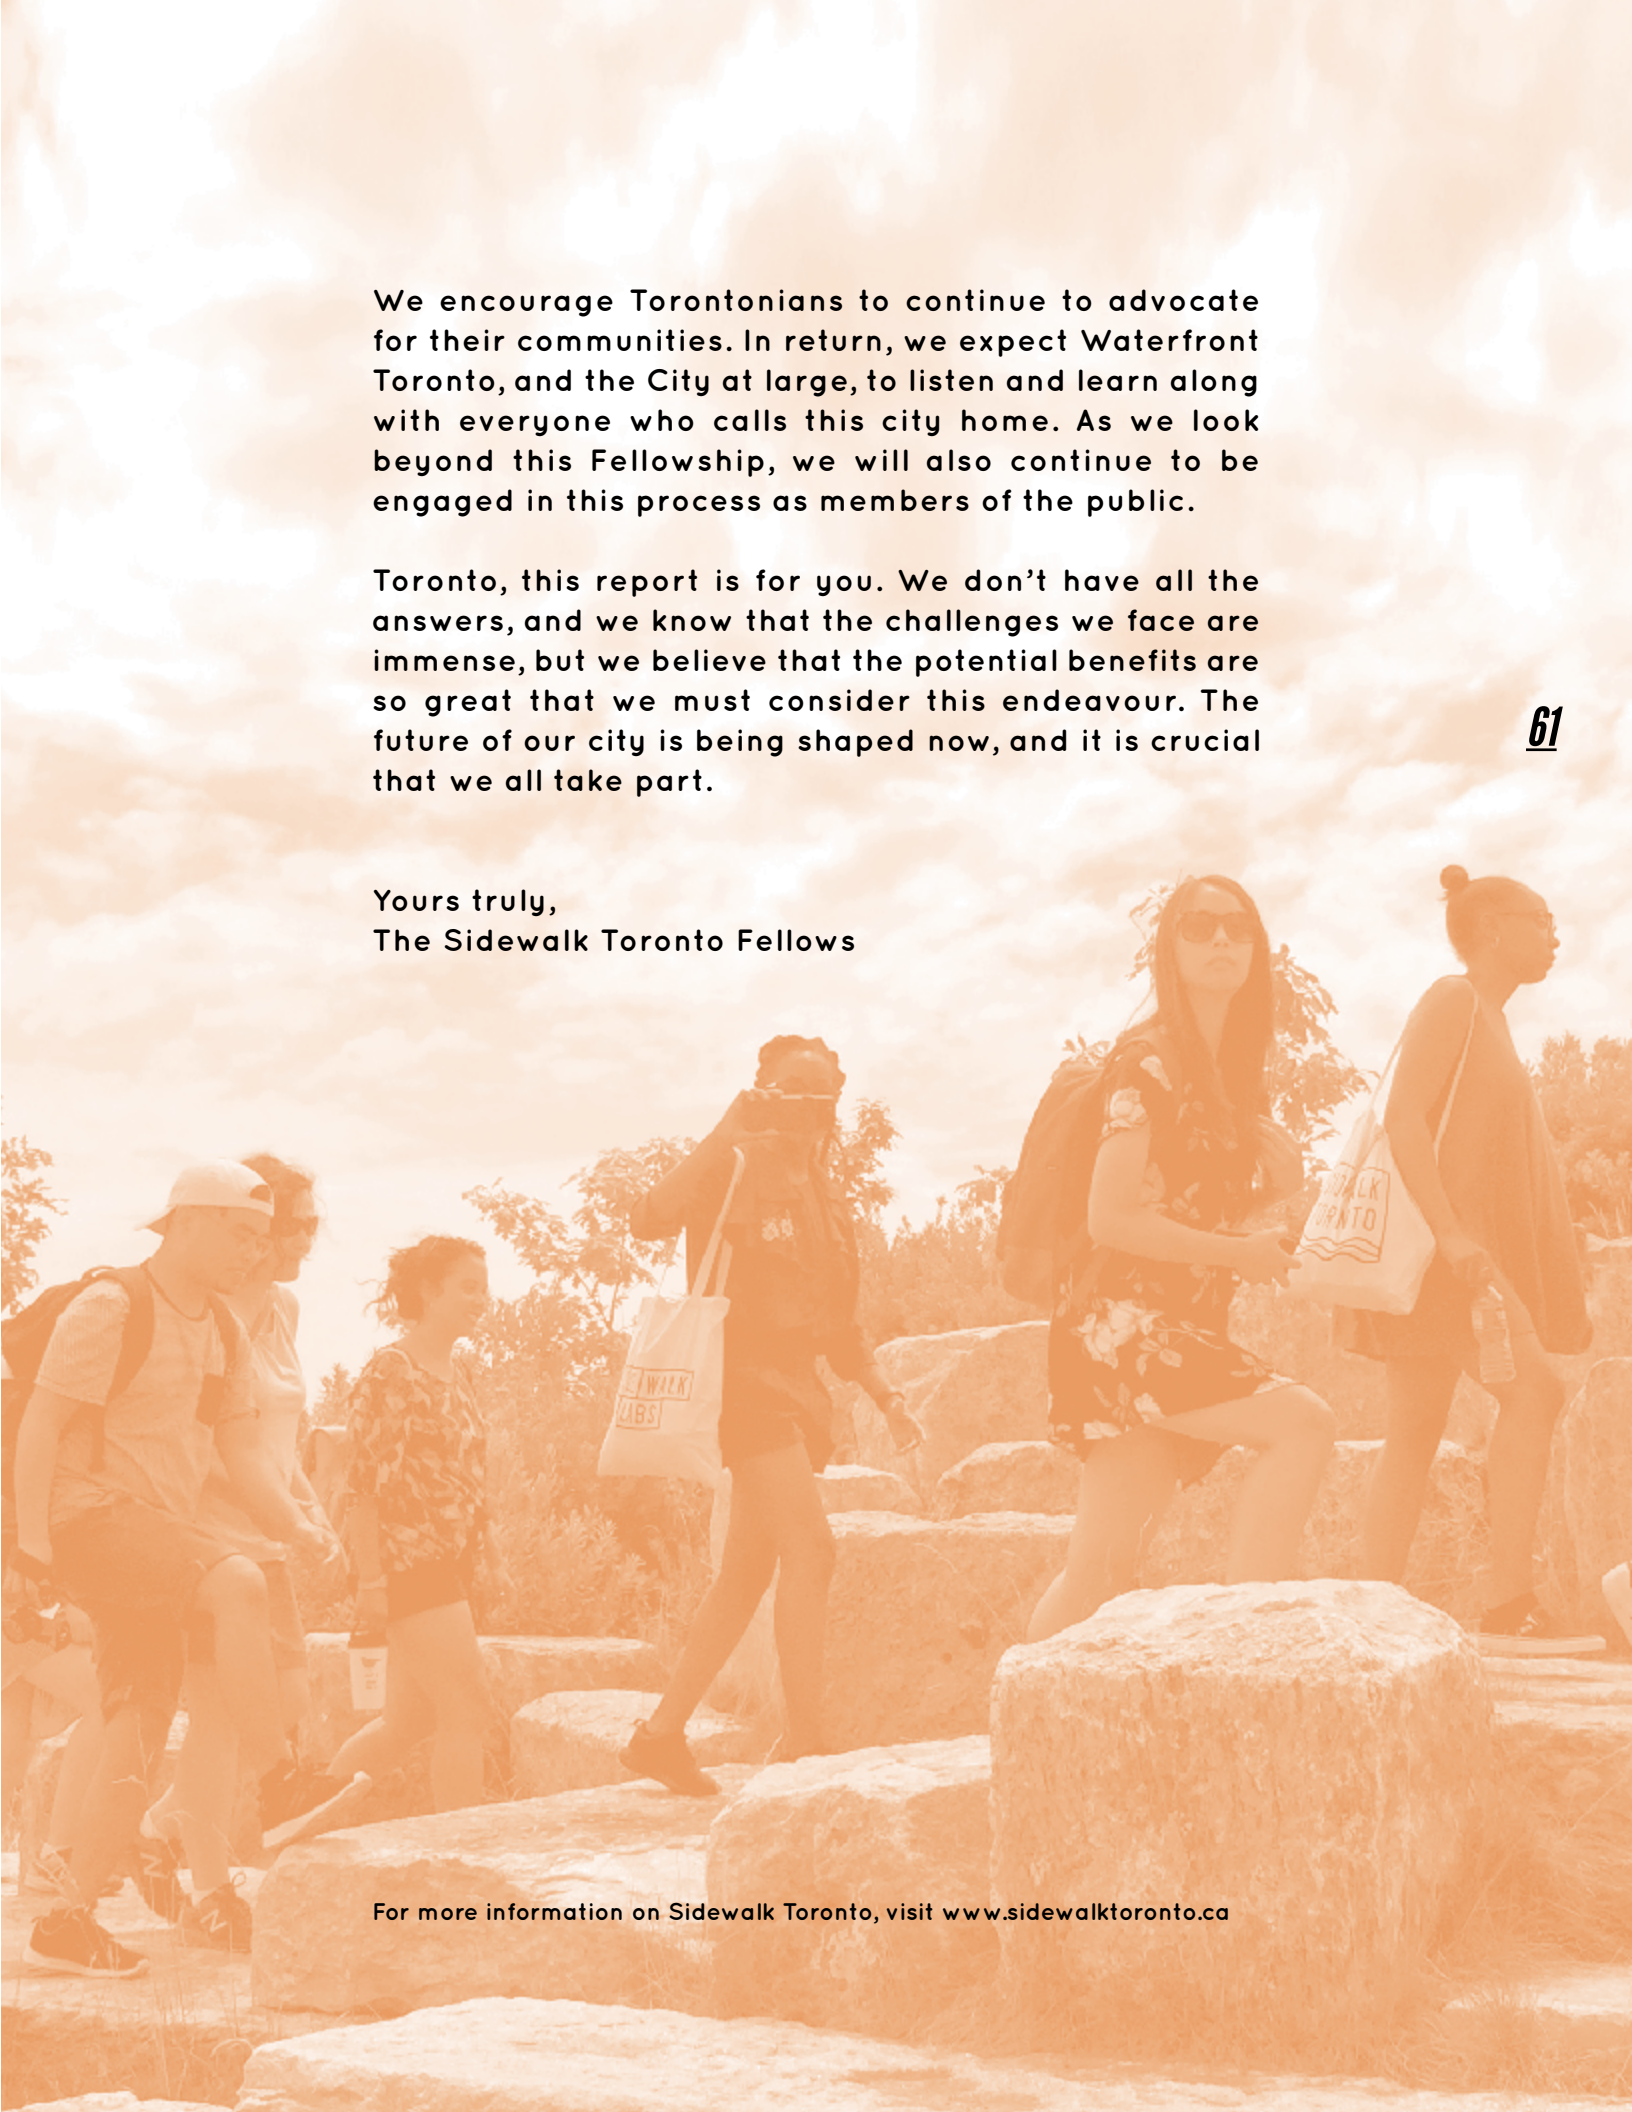 We encourage Torontonians to continue to advocate
for their communities. In return, we expect Waterfront
Toronto, and the City at large, to listen and learn along
with everyone who calls this city home. As we look
beyond this Fellowship, we will also continue to be
engaged in this process as members of the public.
Toronto, this report is for you. We don’t have all the
answers, and we know that the challenges we face are
immense, but we believe that the potential benefits are
so great that we must consider this endeavour. The
future of our city is being shaped now, and it is crucial
that we all take part.
61
Yours truly,
The Sidewalk Toronto Fellows
WALK
LABS
For more information on Sidewalk Toronto, visit www.sidewalktoronto.ca